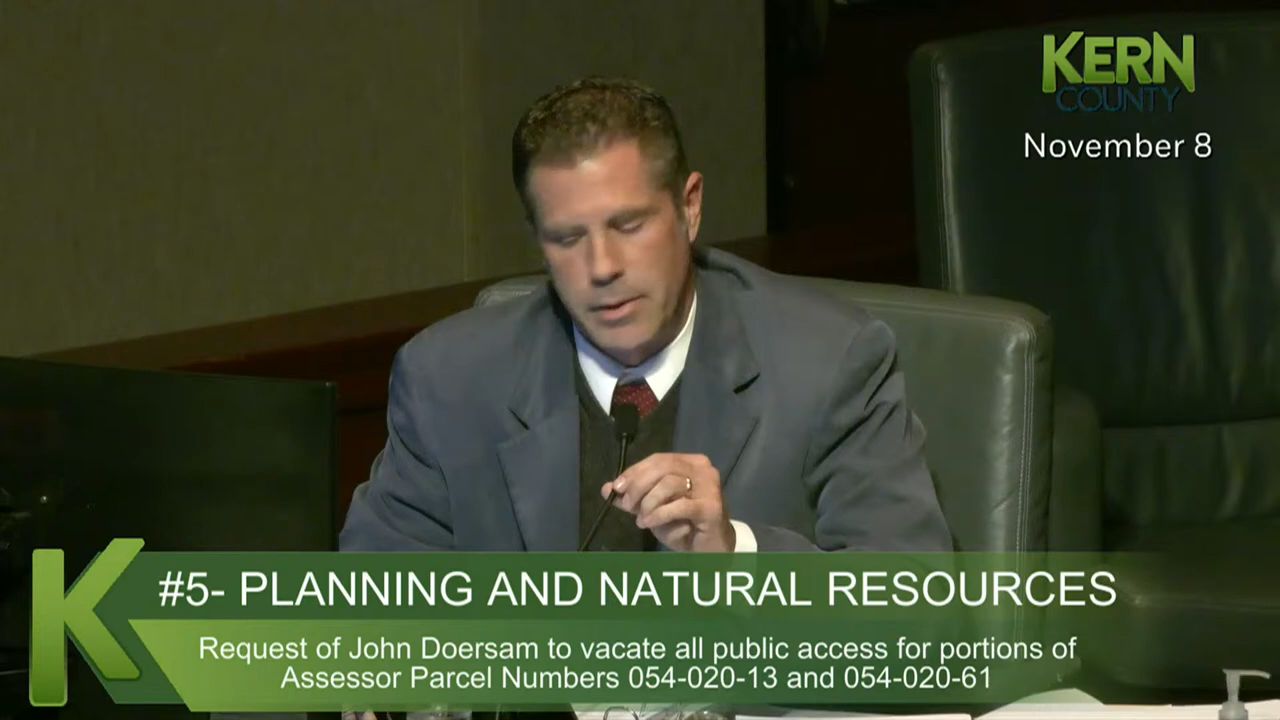 KERN
COUNTY
November 8
K
#5- PLANNING AND NATURAL RESOURCES
Request of John Doersam to vacate all public access for portions of
Assessor Parcel Numbers 054-020-13 and 054-020-61